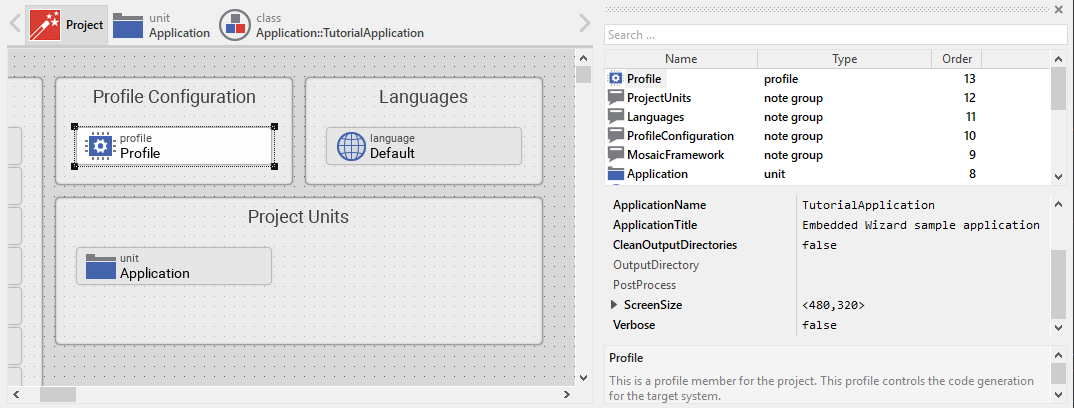 Project
unit
Application
class
Application::TutorialApplication
Profile Configuration
profile
Profile
Languages
language
Default
Project Units
unit
Application
Search ...
Name Type Order
Profile profile 13
ProjectUnits note group 12
Languages note group 11
ProfileConfiguration note group 10
MosaicFramework note group 9
Application unit 8
ApplicationName TutorialApplication
ApplicationTitle Embedded Wizard sample application
CleanOutputDirectories false
OutputDirectory
PostProcess
ScreenSize <480,320>
Verbose false
Profile
This is a profile member for the project. This profile controls the code generation
for the target system.